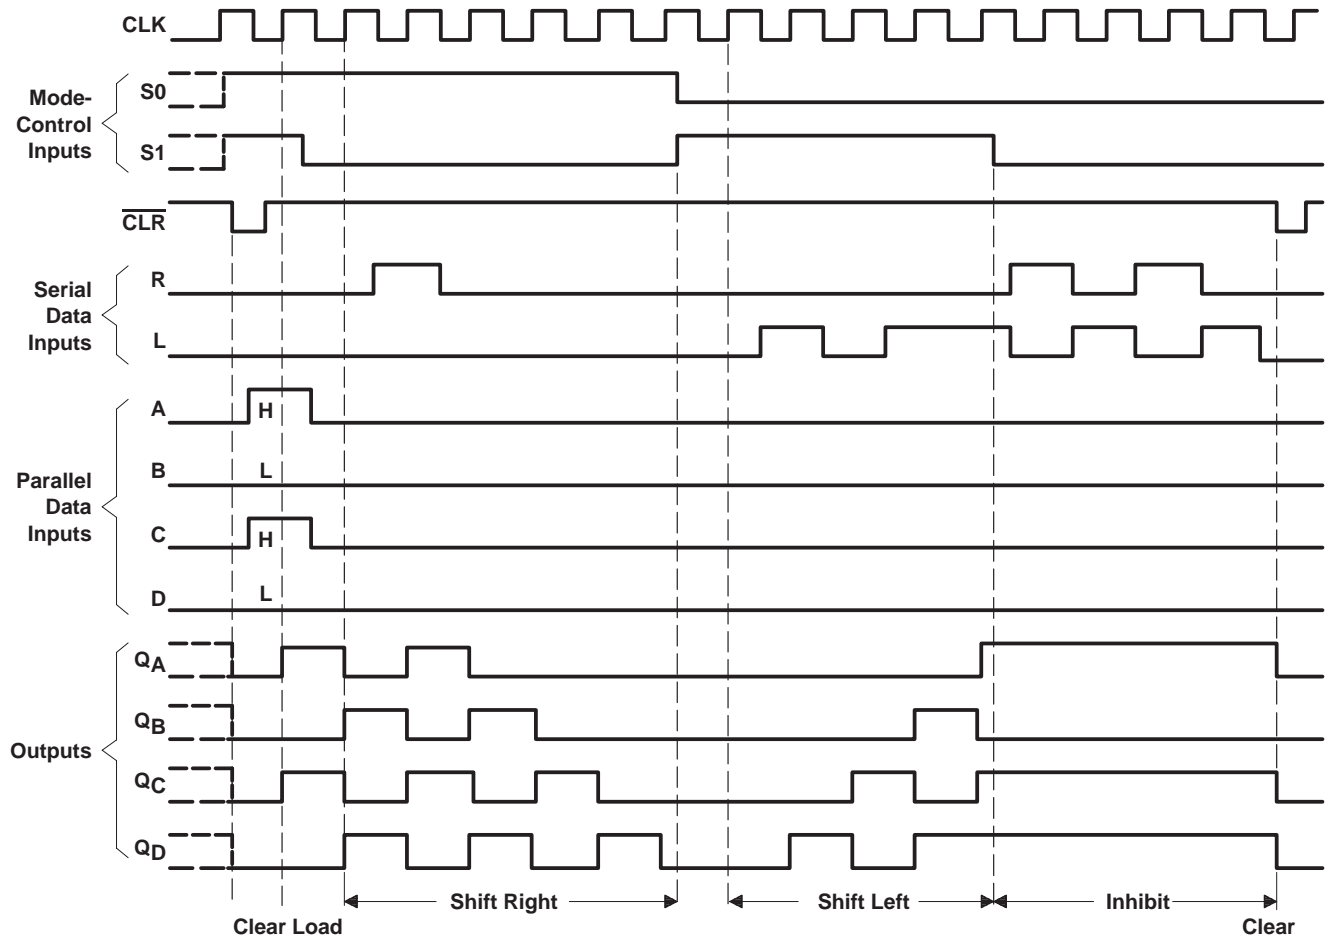 CLK
Mode-
Control
Inputs
S0
S1
CLR
Serial
Data
Inputs
R
L
Parallel
Data
Inputs
A
H
B
L
C
H
D
L
Outputs
QA
QB
QC
QD
Shift Right
Shift Left
Inhibit
Clear Load
Clear